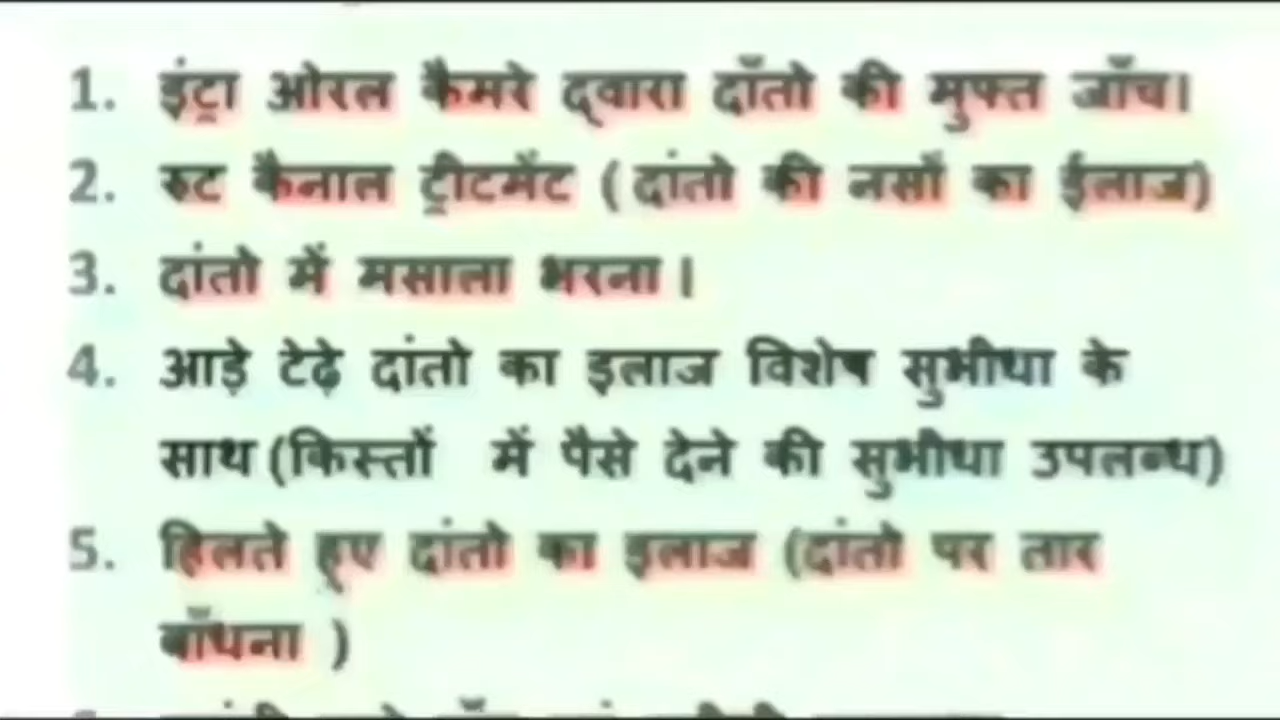 1. इंट्रा ओरल कैमरे द्वारा दाँतो की मुफ्त जाँच।
2. रुट कैनाल ट्रीटमेंट ( दांतो की नसों का ईलाज)
3. दांतो में मसाला भरना ।
4. आड़े टेढ़े दांतो का इलाज विशेष सुभीधा के
साथ (किस्तों में पैसे देने की सुभीधा उपलब्ध)
5. हिलते हूए दांतो का इलाज (दांतो पर तार
बाँधना )